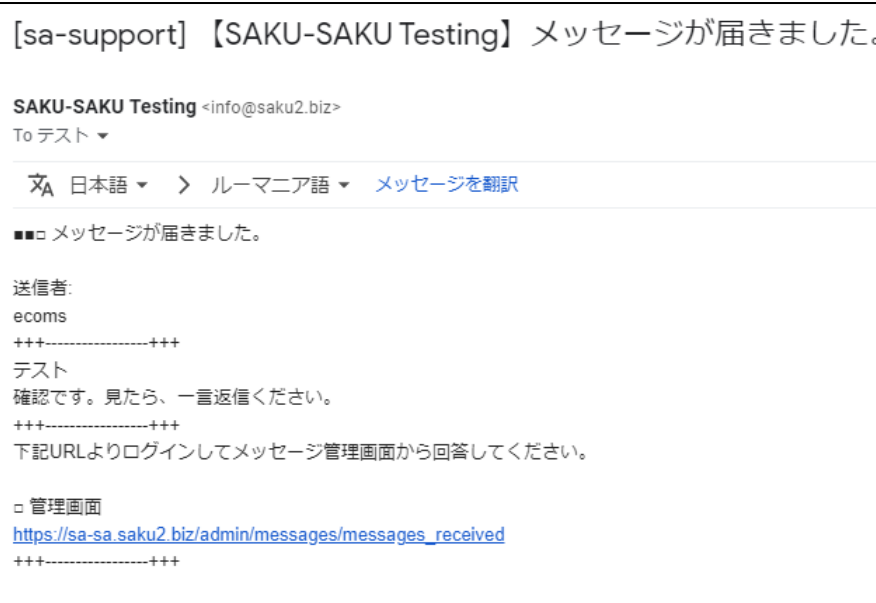 [sa-support] 【SAKU-SAKU Testing】メッセージが届きました。
SAKU-SAKU Testing <info@saku2.biz>
To テスト
日本語 > ルーマニア語 メッセージを翻訳
■■□ メッセージが届きました。
送信者:
ecoms
+++------------------+++
テスト
確認です。見たら、一言返信ください。
+++------------------+++
下記URLよりログインしてメッセージ管理画面から回答してください。
□ 管理画面
https://sa-sa.saku2.biz/admin/messages/messages_received
+++------------------+++